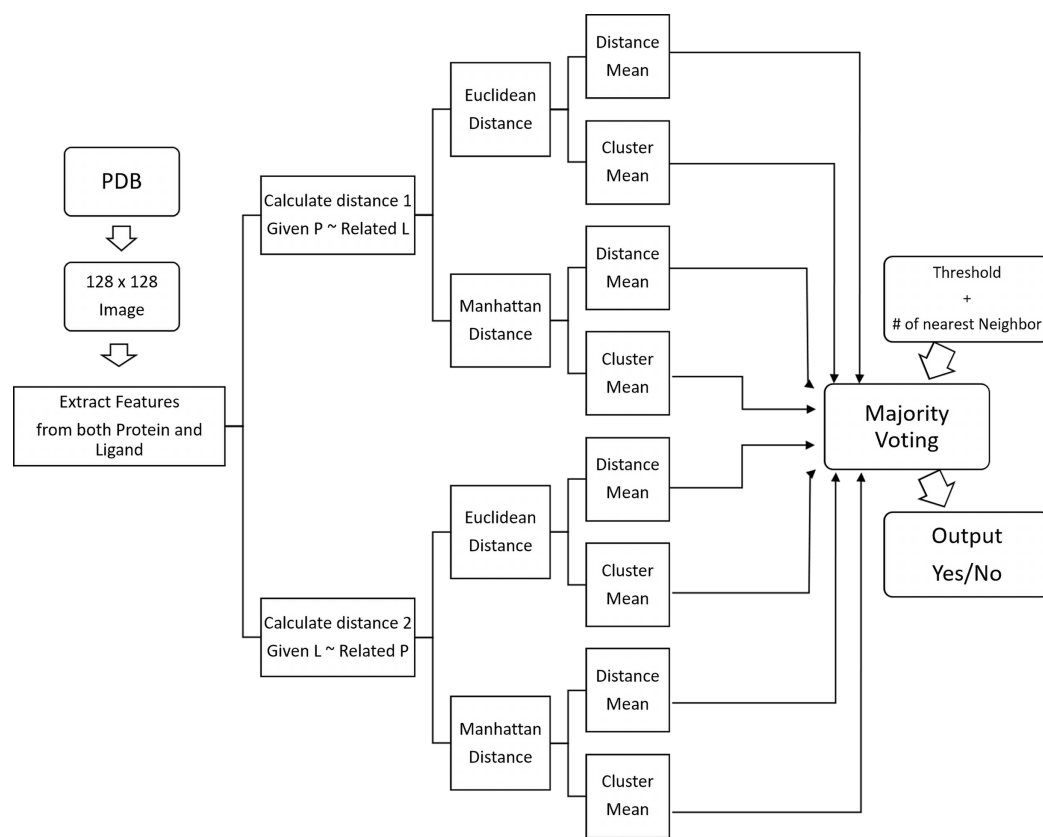 PDB
128 x 128
Image
Extract Features
from both Protein and
Ligand
Calculate distance 1
Given P ~ Related L
Calculate distance 2
Given L ~ Related P
Euclidean
Distance
Manhattan
Distance
Euclidean
Distance
Manhattan
Distance
Distance
Mean
Cluster
Mean
Distance
Mean
Cluster
Mean
Distance
Mean
Cluster
Mean
Distance
Mean
Cluster
Mean
Threshold
+
# of nearest Neighbor
Majority
Voting
Output
Yes/No